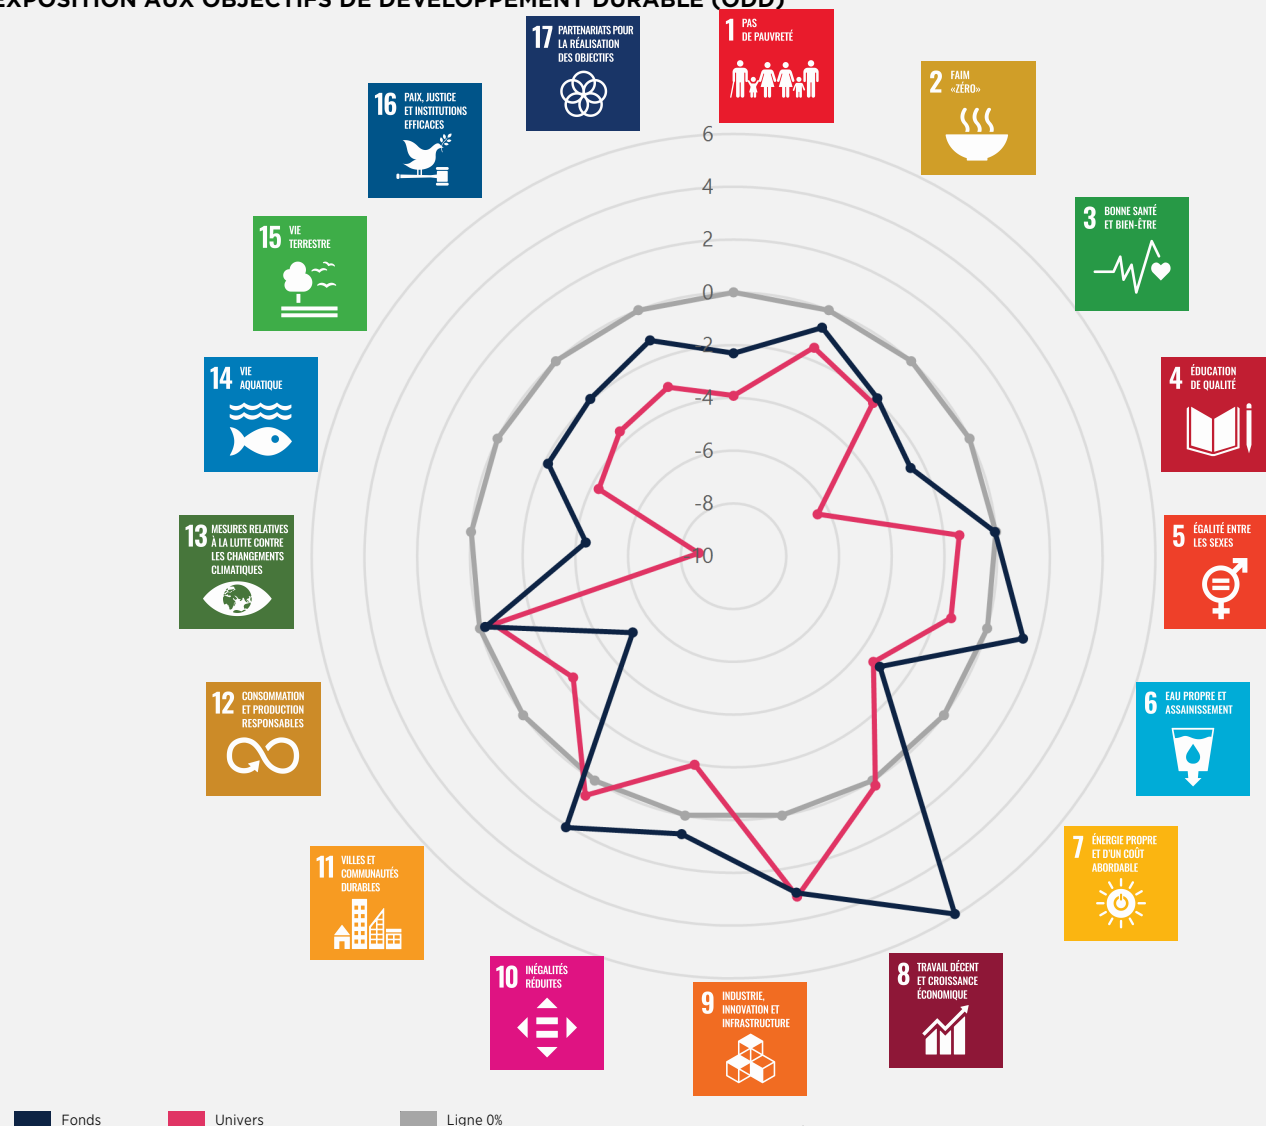 EXPOSITION AUX OBJECTIFS DE DÉVELOPPEMENT DURABLE (ODD)
17 PARTENARIATS POUR
LA RÉALISATION
DES OBJECTIFS
1 PAS
DE PAUVRETÉ
2 FAIM
«ZÉRO»
3 BONNE SANTÉ
ET BIEN-ÊTRE
4 ÉDUCATION
DE QUALITÉ
5 ÉGALITÉ ENTRE
LES SEXES
6 EAU PROPRE ET
ASSAINISSEMENT
7 ÉNERGIE PROPRE
ET D'UN COÛT
ABORDABLE
8 TRAVAIL DÉCENT
ET CROISSANCE
ÉCONOMIQUE
9 INDUSTRIE,
INNOVATION ET
INFRASTRUCTURE
10 INÉGALITÉS
RÉDUITES
11 VILLES ET
COMMUNAUTÉS
DURABLES
12 CONSOMMATION
ET PRODUCTION
RESPONSABLES
13 MESURES RELATIVES
À LA LUTTE CONTRE
LES CHANGEMENTS
CLIMATIQUES
14 VIE
AQUATIQUE
15 VIE
TERRESTRE
16 PAIX, JUSTICE
ET INSTITUTIONS
EFFICACES
6
4
2
0
-2
-4
-6
-8
-10
Fonds
Univers
Ligne 0%